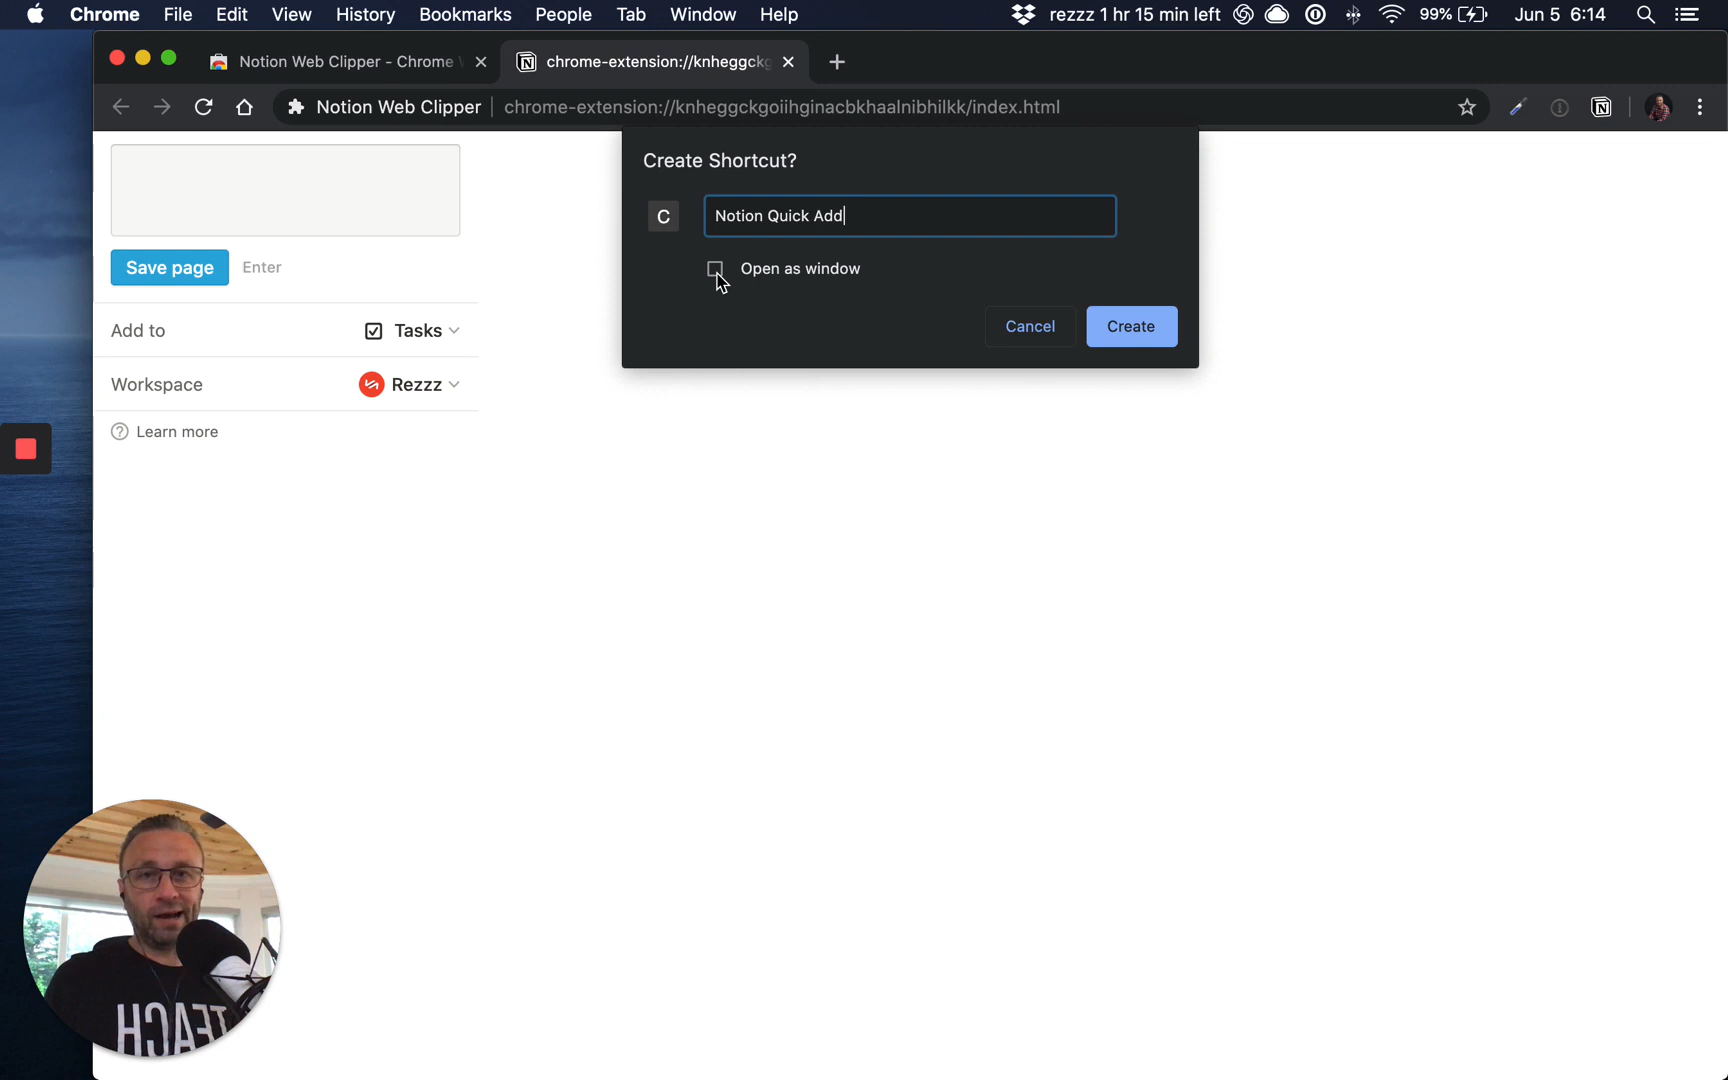 Chrome File Edit View History Bookmarks People Tab Window Help rezzz 1 hr 15 min left 99% Jun 5 6:14
Notion Web Clipper - Chrome chrome-extension://knheggckg
Notion Web Clipper chrome-extension://knheggckgoiihginacbkhaalnibhilkk/index.html
Create Shortcut?
C Notion Quick Add
Open as window
Cancel Create
Save page Enter
Add to Tasks
Workspace Rezzz
? Learn more
TEACH